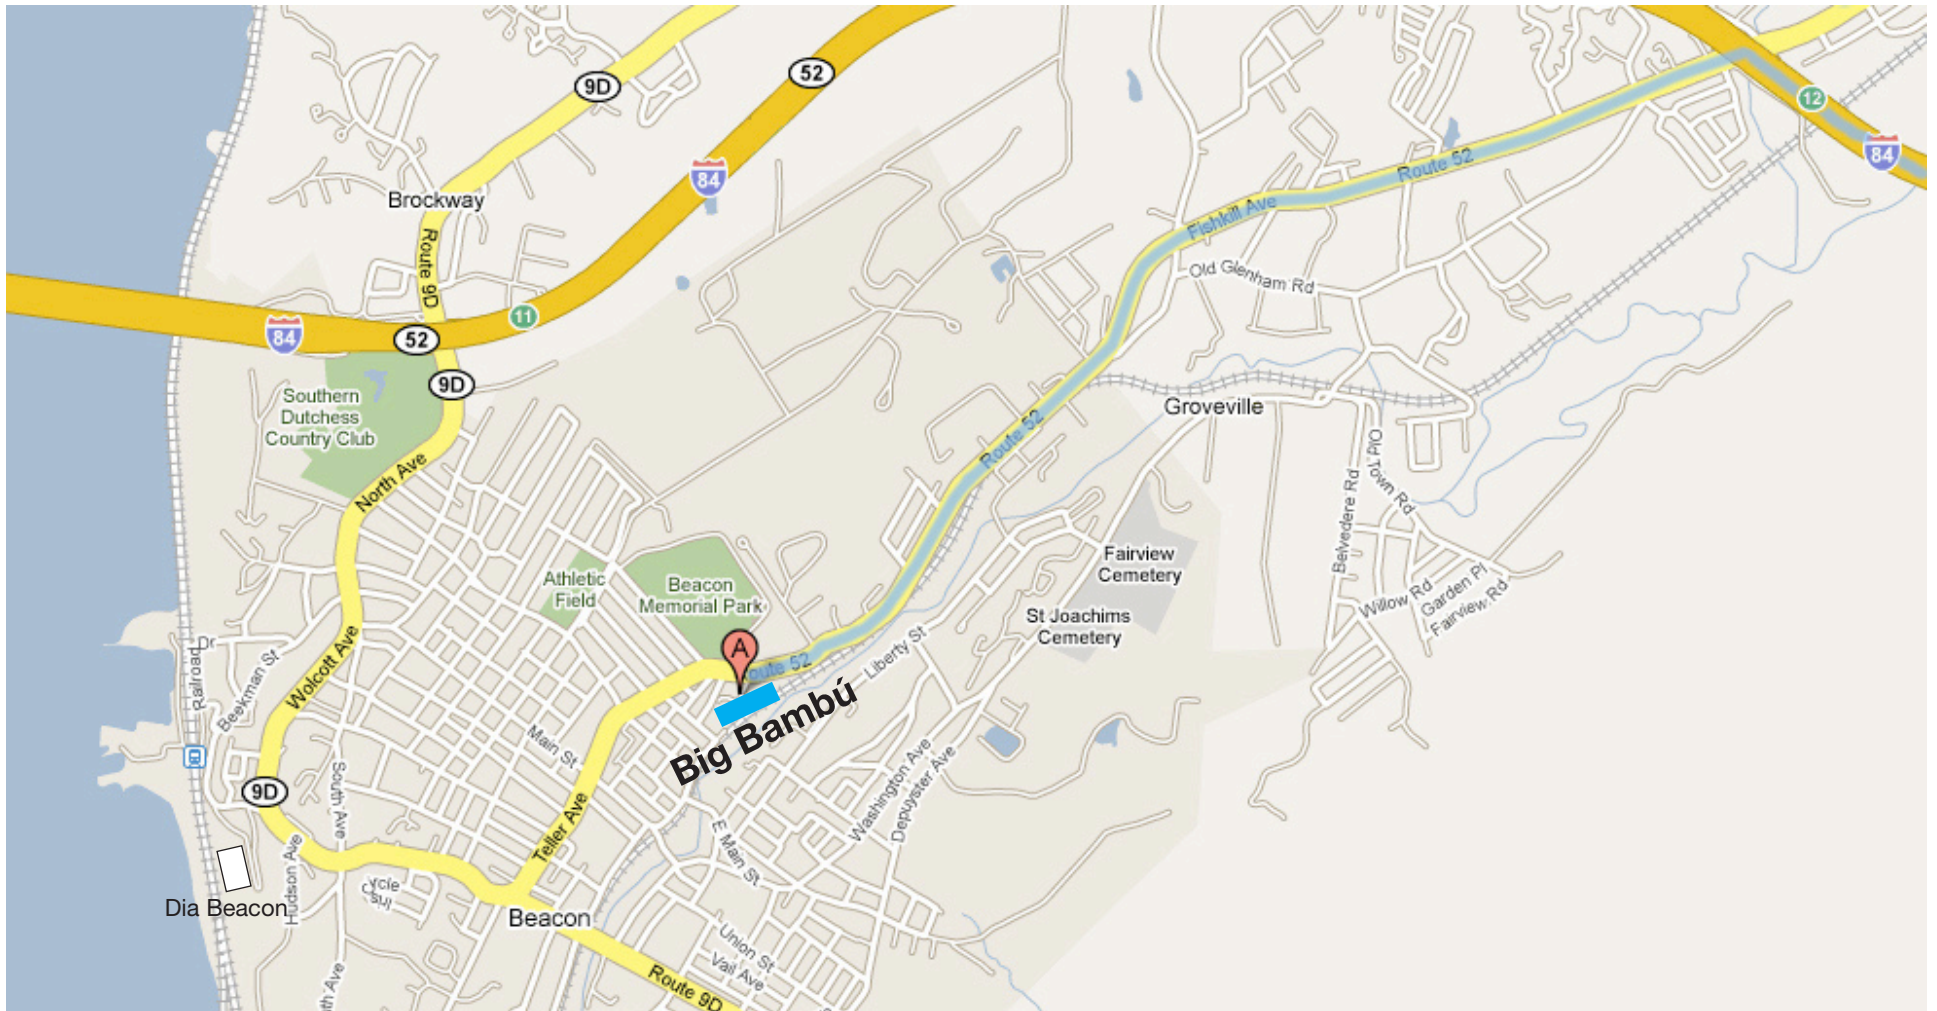 9D
52
12
84
Route 52
84
Brockway
Fishkill Ave
Route 9D
Old Glenham Rd
11
84
52
9D
Southern
Dutchess
Country Club
Groveville
Route 52
North Ave
Old Town Rd
Belvedere Rd
Fairview
Cemetery
Athletic
Field
Beacon
Memorial Park
Garden Pl
Willow Rd
Fairview Rd
St Joachims
Cemetery
Dr
Railroad
Wolcott Ave
Beekman St
A
oute 52
Liberty St
Big Bambú
Main St
South Ave
9D
Washington Ave
Depuyster Ave
Teller Ave
E Main St
Hudson Ave
Dia Beacon
Beacon
Union St
Vail Ave
Route 9D
th Ave